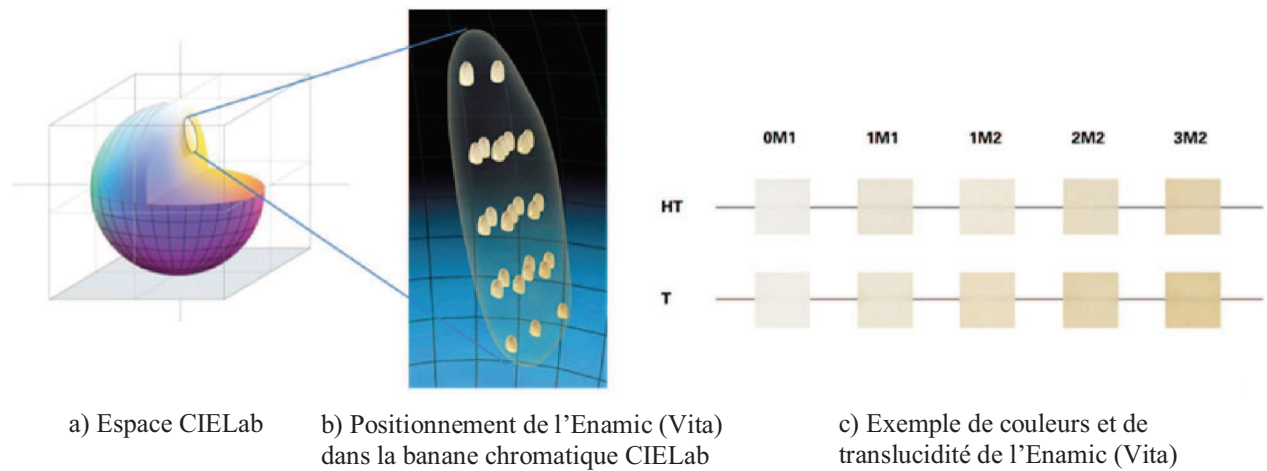 0M1 1M1 1M2 2M2 3M2
HT
T
a) Espace CIELab
b) Positionnement de l’Enamic (Vita)
dans la banane chromatique CIELab
c) Exemple de couleurs et de
translucidité de l’Enamic (Vita)